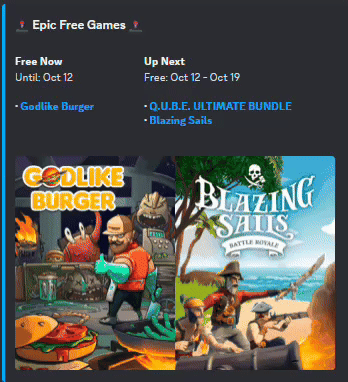 Epic Free Games
Free Now
Until: Oct 12
• Godlike Burger
Up Next
Free: Oct 12 - Oct 19
• Q.U.B.E. ULTIMATE BUNDLE
• Blazing Sails
GODLIKE
BURGER
BLAZING
SAILS
BATTLE ROYALE